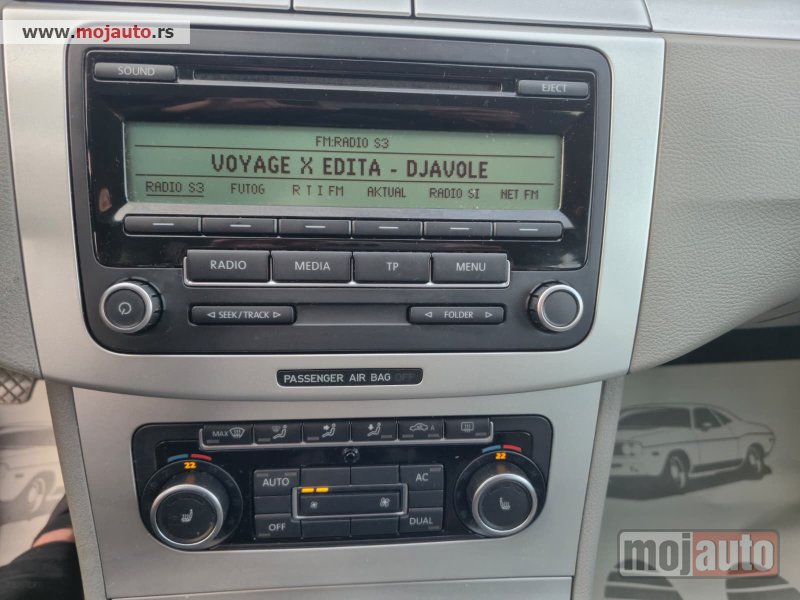 www.mojauto.rs
SOUND
EJECT
FM:RADIO S3
VOYAGE X EDITA - DJAVOLE
RADIO S3 FUTOG R T I FM AKTUAL RADIO SI NET FM
RADIO MEDIA TP MENU
SEEK/TRACK FOLDER
PASSENGER AIR BAG OFF
MAX A
22 22
AUTO AC
OFF DUAL
mojauto